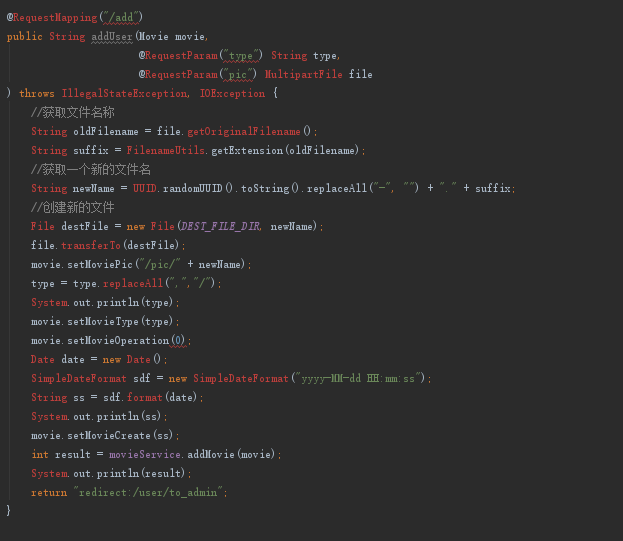 @RequestMapping("/add")
public String addUser(Movie movie,
@RequestParam("type") String type,
@RequestParam("pic") MultipartFile file
) throws IllegalStateException, IOException {
//获取文件名称
String oldFilename = file.getOriginalFilename();
String suffix = FilenameUtils.getExtension(oldFilename);
//获取一个新的文件名
String newName = UUID.randomUUID().toString().replaceAll("-", "") + "." + suffix;
//创建新的文件
File destFile = new File(DEST_FILE_DIR, newName);
file.transferTo(destFile);
movie.setMoviePic("/pic/" + newName);
type = type.replaceAll(",","/");
System.out.println(type);
movie.setMovieType(type);
movie.setMovieOperation(0);
Date date = new Date();
SimpleDateFormat sdf = new SimpleDateFormat("yyyy-MM-dd HH:mm:ss");
String ss = sdf.format(date);
System.out.println(ss);
movie.setMovieCreate(ss);
int result = movieService.addMovie(movie);
System.out.println(result);
return "redirect:/user/to_admin";
}